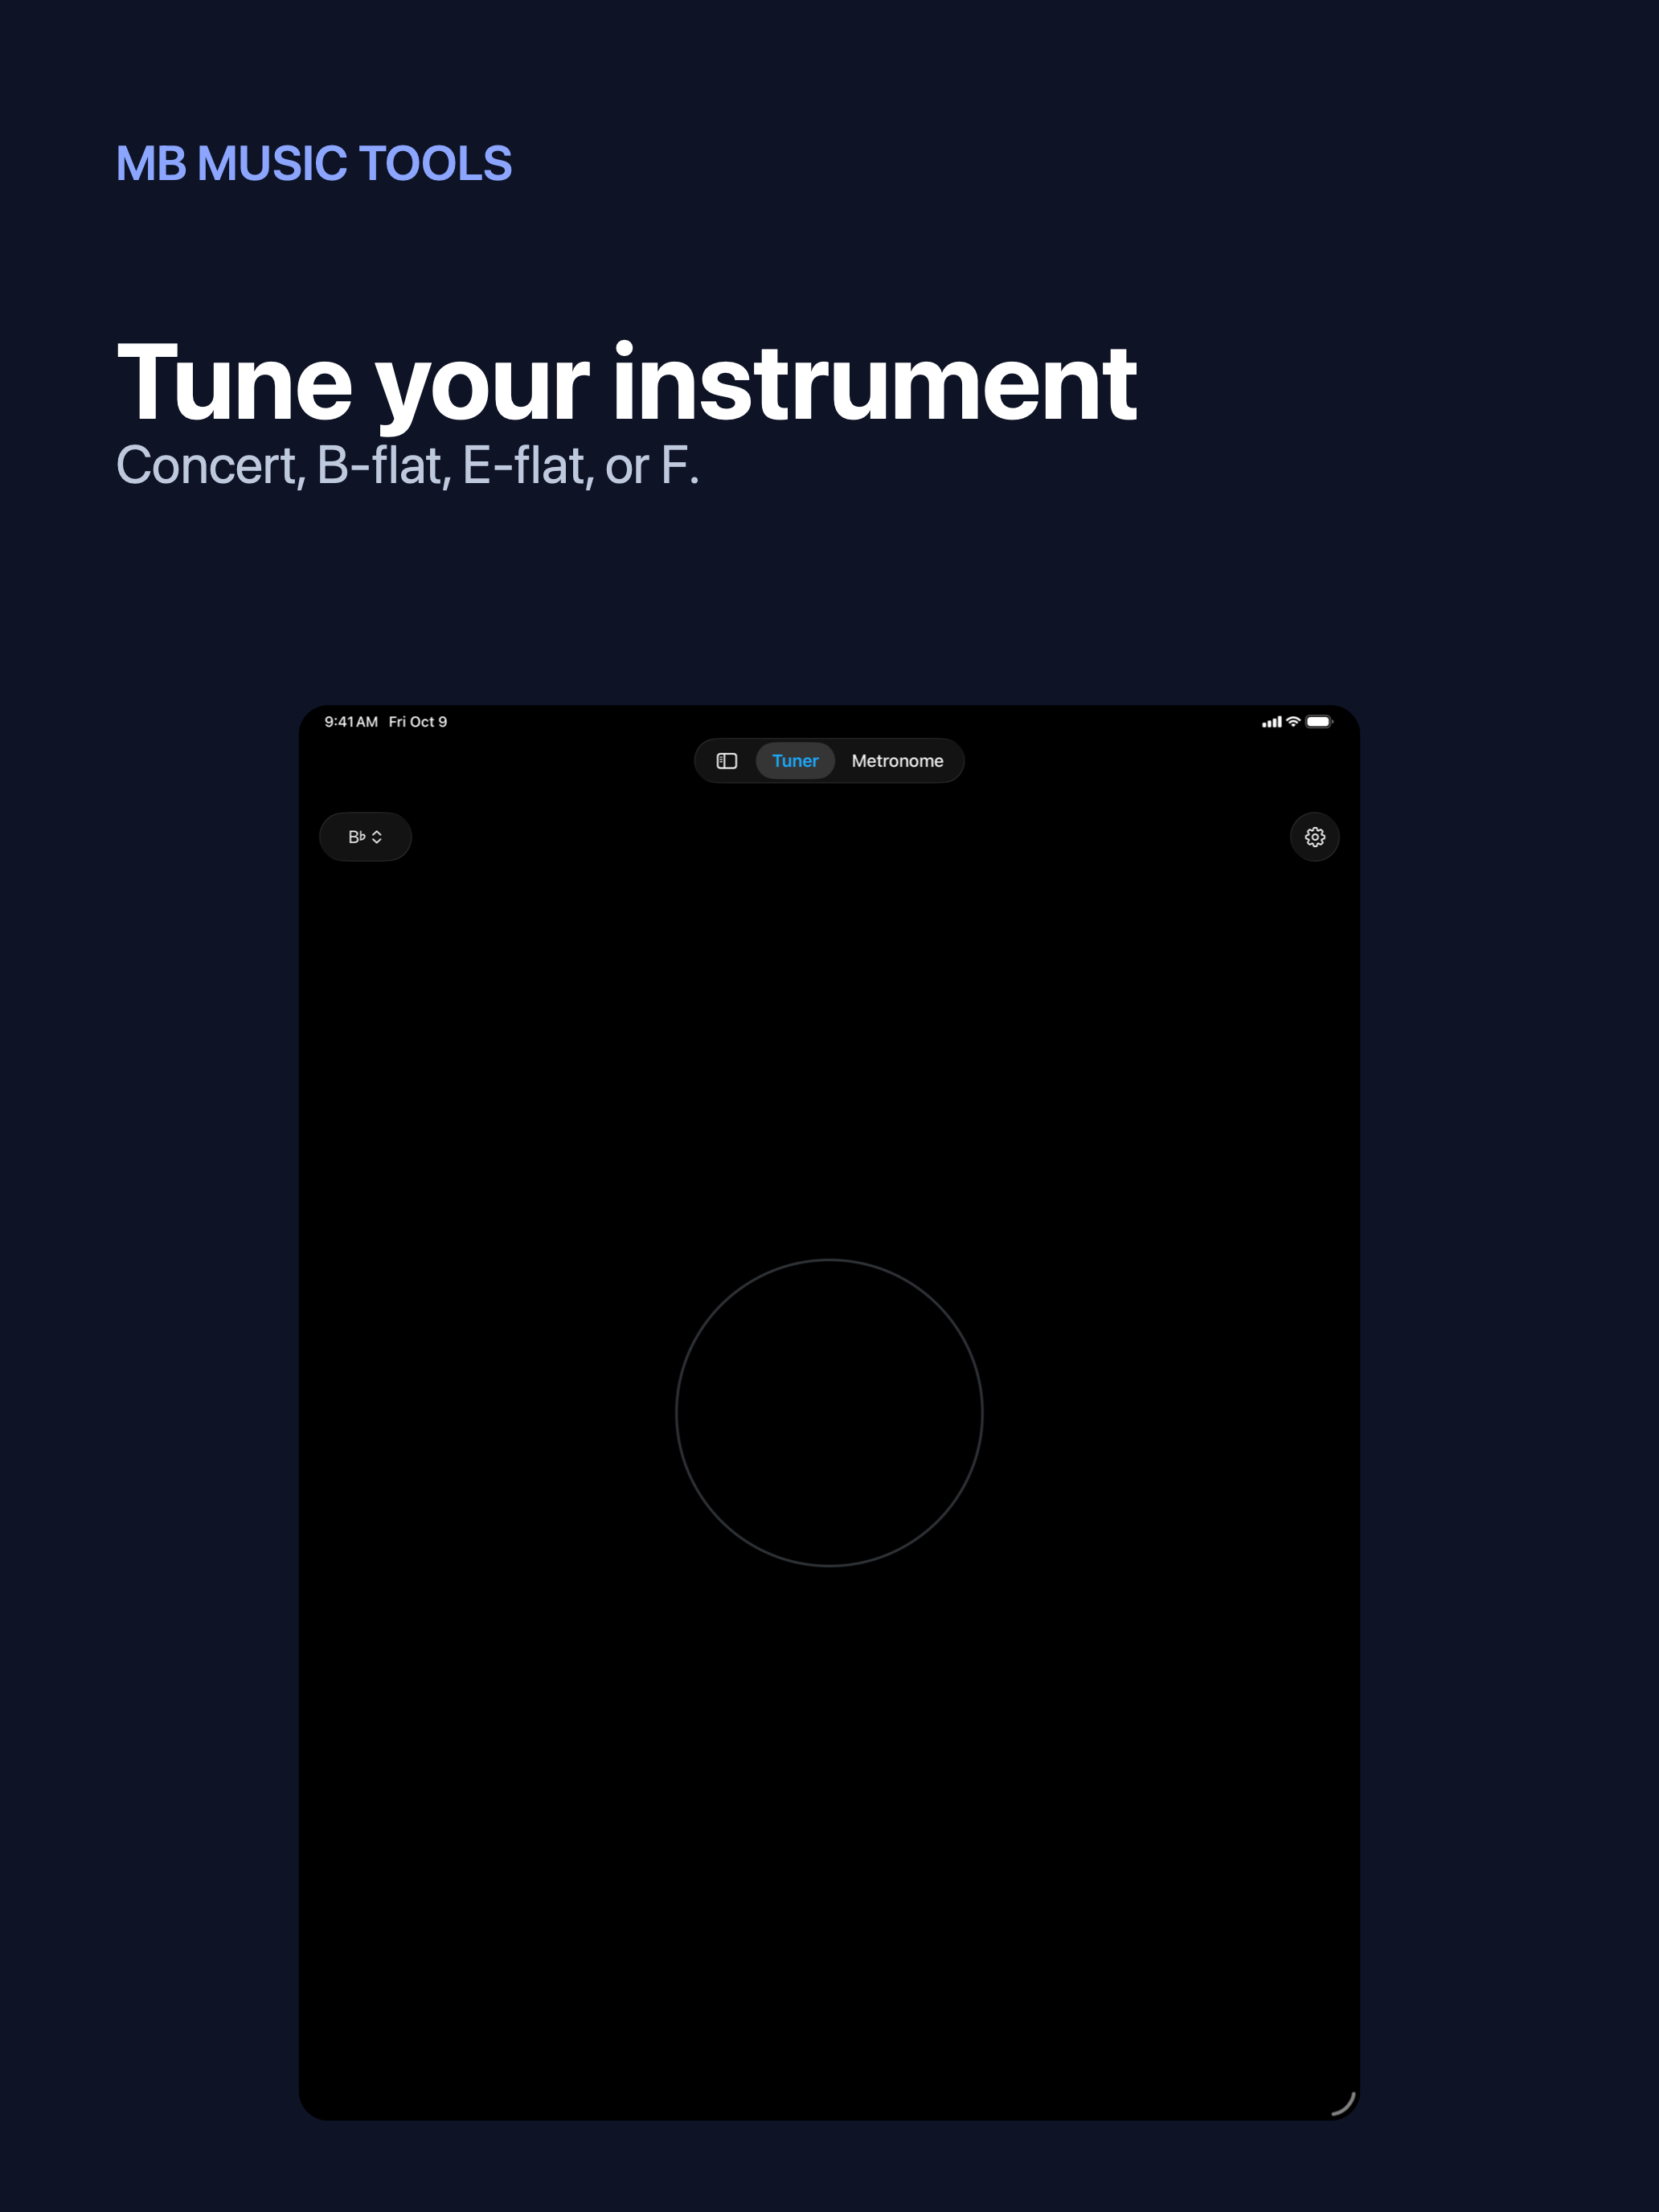 MB MUSIC TOOLS
Tune your instrument
Concert, B-flat, E-flat, or F.
9:41 AM Fri Oct 9
Tuner Metronome
B♭